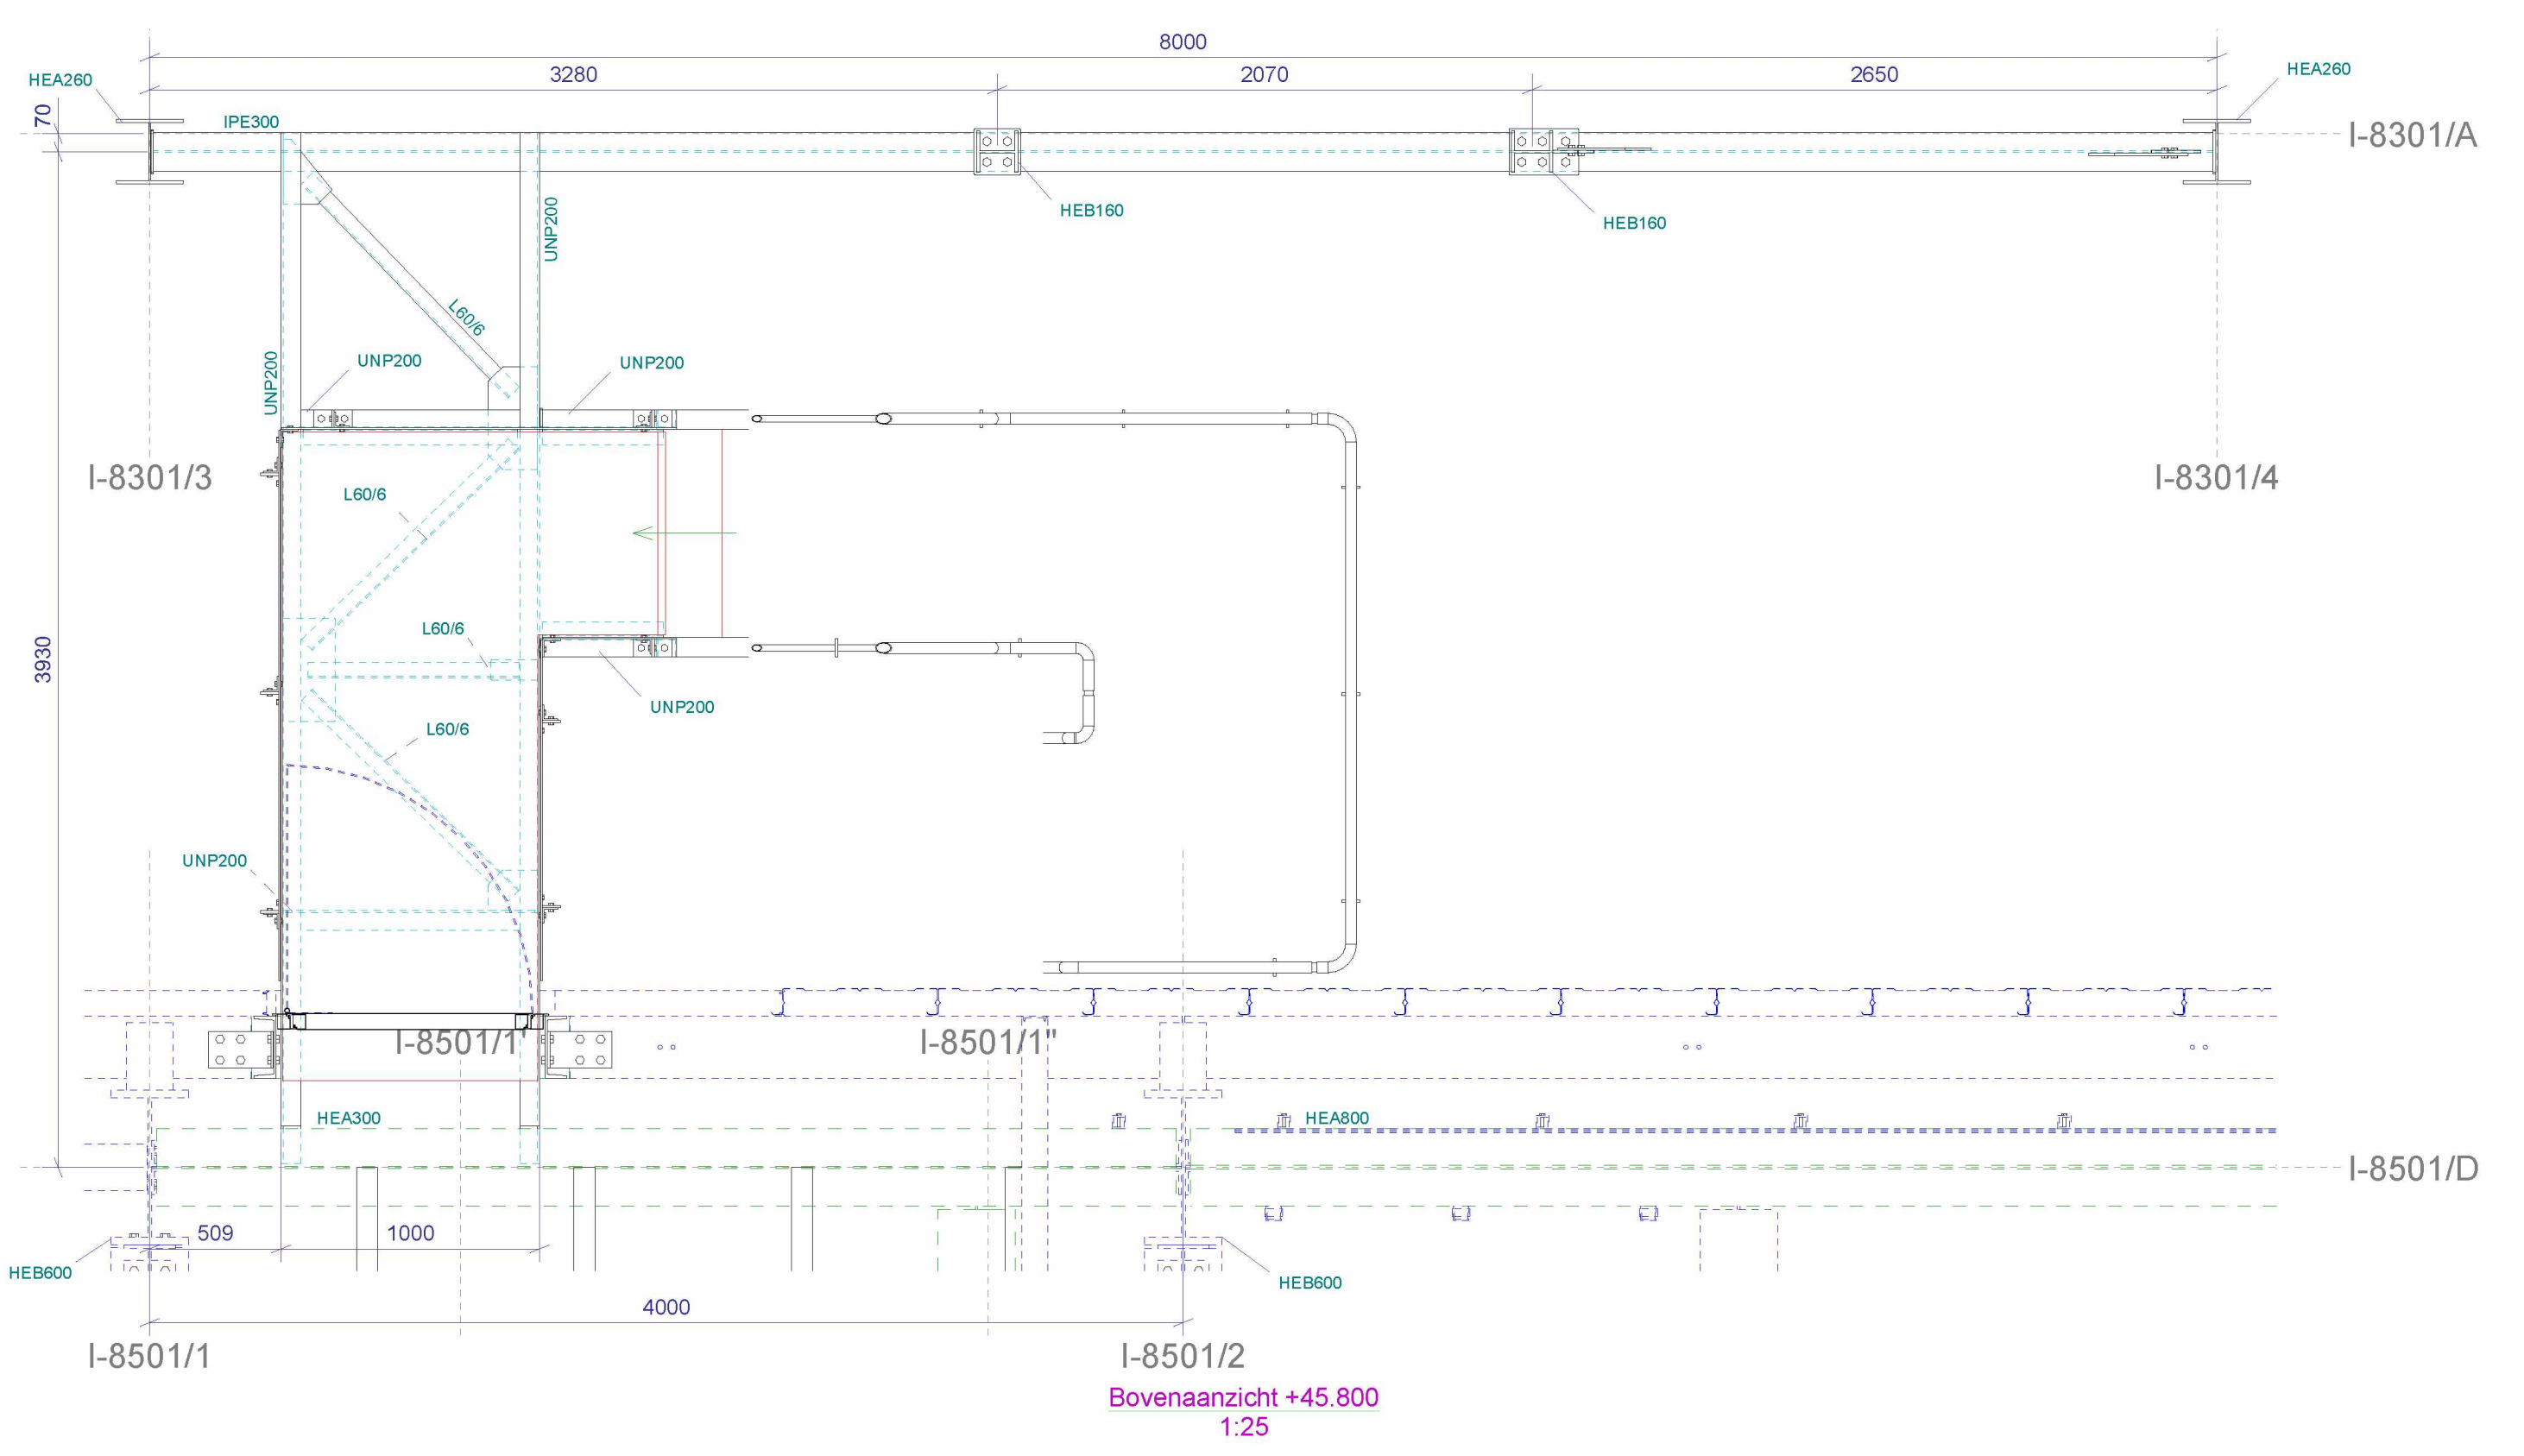 8000
3280
2070
2650
HEA260
HEA260
70
IPE300
I-8301/A
HEB160
HEB160
UNP200
L60/6
UNP200
UNP200
UNP200
I-8301/3
I-8301/4
L60/6
L60/6
3930
UNP200
L60/6
UNP200
I-8501/1'
I-8501/1"
HEA300
HEA800
I-8501/D
509
1000
HEB600
HEB600
4000
I-8501/1
I-8501/2
Bovenaanzicht +45.800
1:25